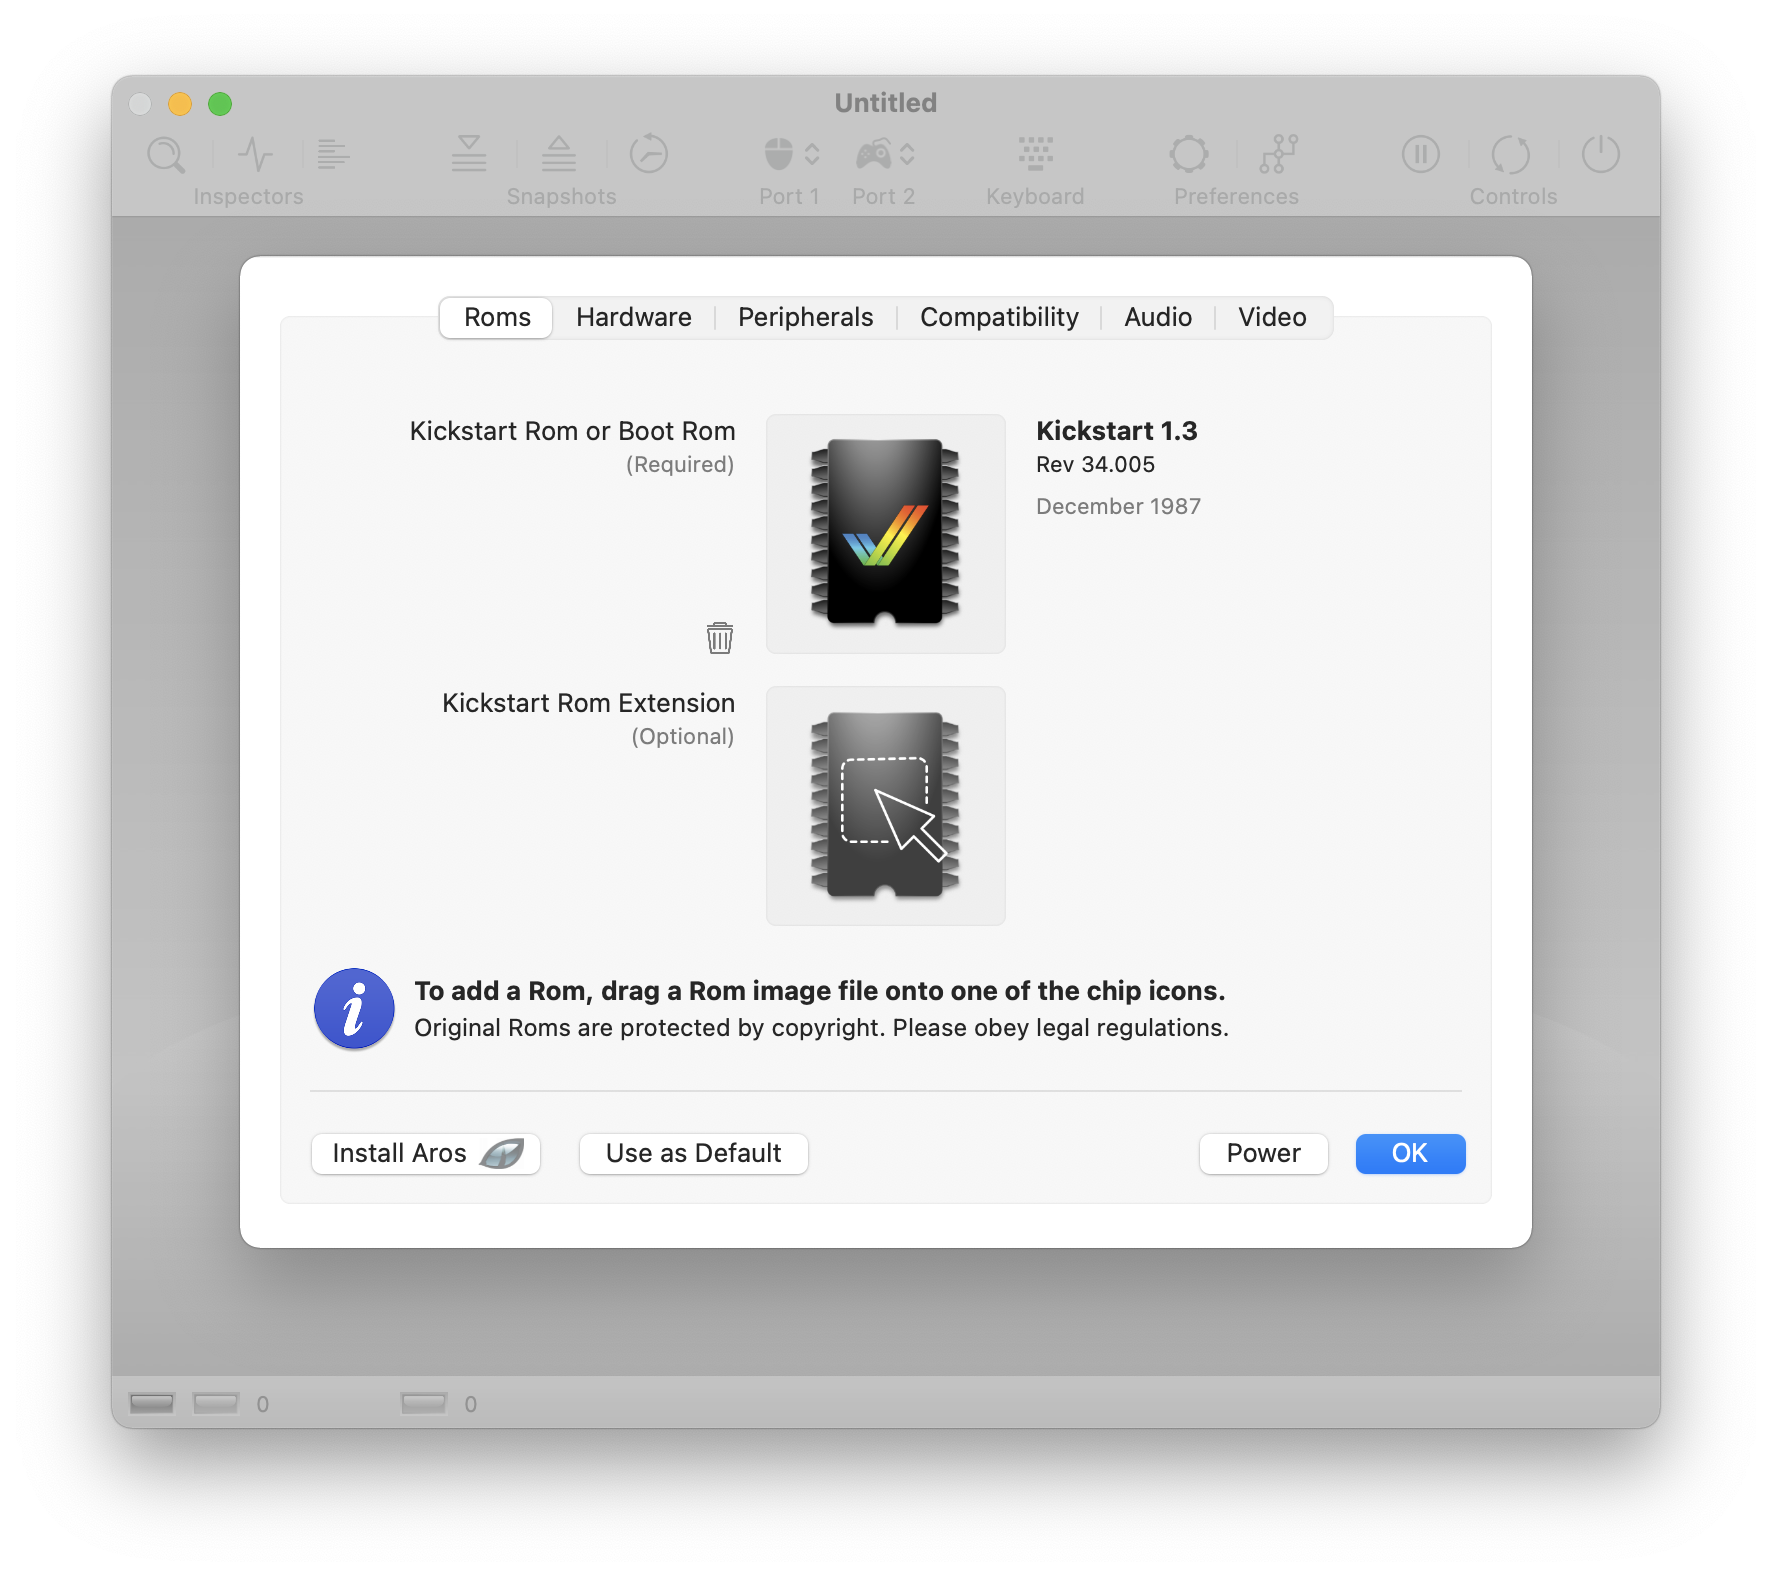 Untitled
Inspectors
Snapshots
Port 1
Port 2
Keyboard
Preferences
Controls
Roms
Hardware
Peripherals
Compatibility
Audio
Video
Kickstart Rom or Boot Rom
(Required)
Kickstart 1.3
Rev 34.005
December 1987
Kickstart Rom Extension
(Optional)
To add a Rom, drag a Rom image file onto one of the chip icons.
Original Roms are protected by copyright. Please obey legal regulations.
Install Aros
Use as Default
Power
OK
0
0